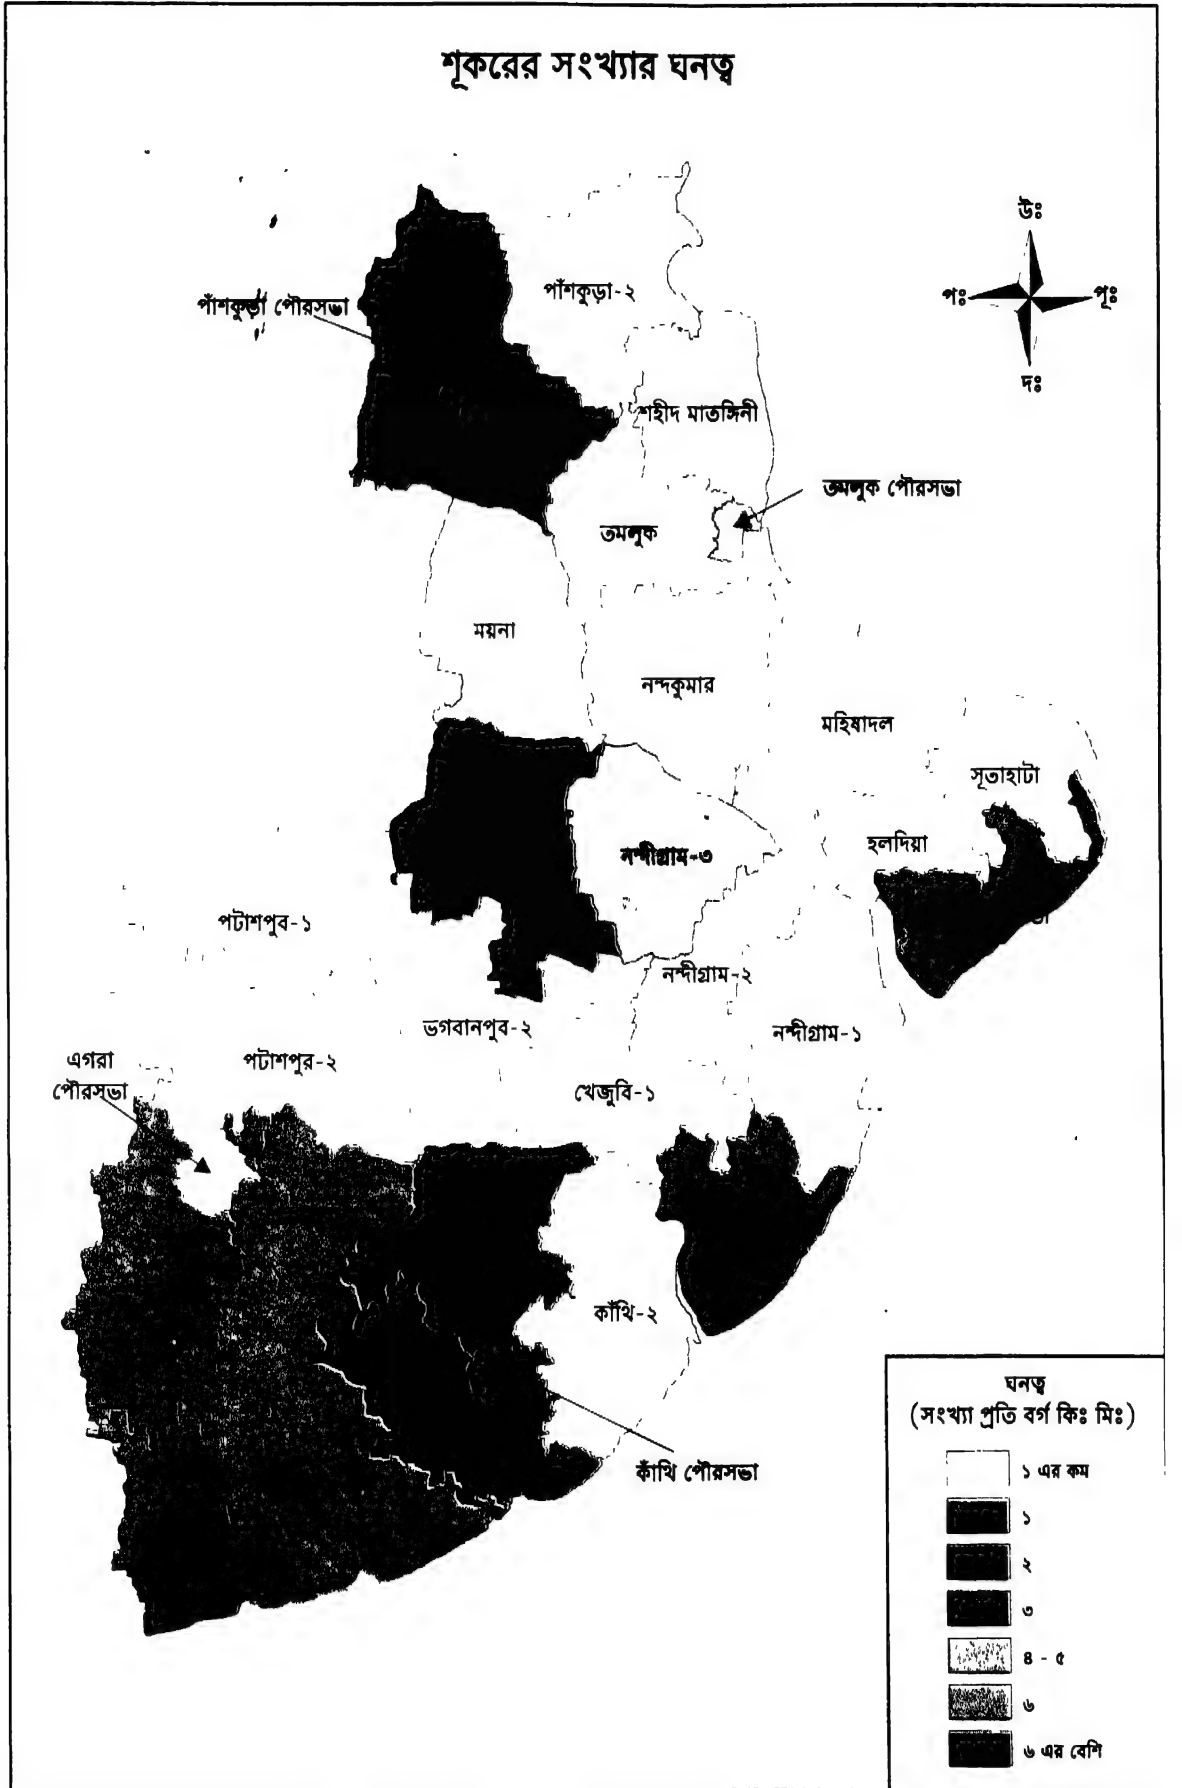 শূকরের সংখ্যার ঘনত্ব
উঃ
পাঁশকুড়া-২
পাঁশকুড়া পৌরসভা
পঃ
পূঃ
দঃ
শহীদ মাতঙ্গিনী
তমলুক পৌরসভা
তমলুক
ময়না
নন্দকুমার
মহিষাদল
সূতাহাটা
হলদিয়া
নন্দীগ্রাম-৩
পটাশপুব-১
নন্দীগ্রাম-২
ভগবানপুব-২
নন্দীগ্রাম-১
এগরা
পৌরসভা
পটাশপুর-২
খেজুবি-১
কাঁথি-২
কাঁথি পৌরসভা
ঘনত্ব
(সংখ্যা প্রতি বর্গ কিঃ মিঃ)
১ এর কম
১
২
৩
৪ - ৫
৬
৬ এর বেশি